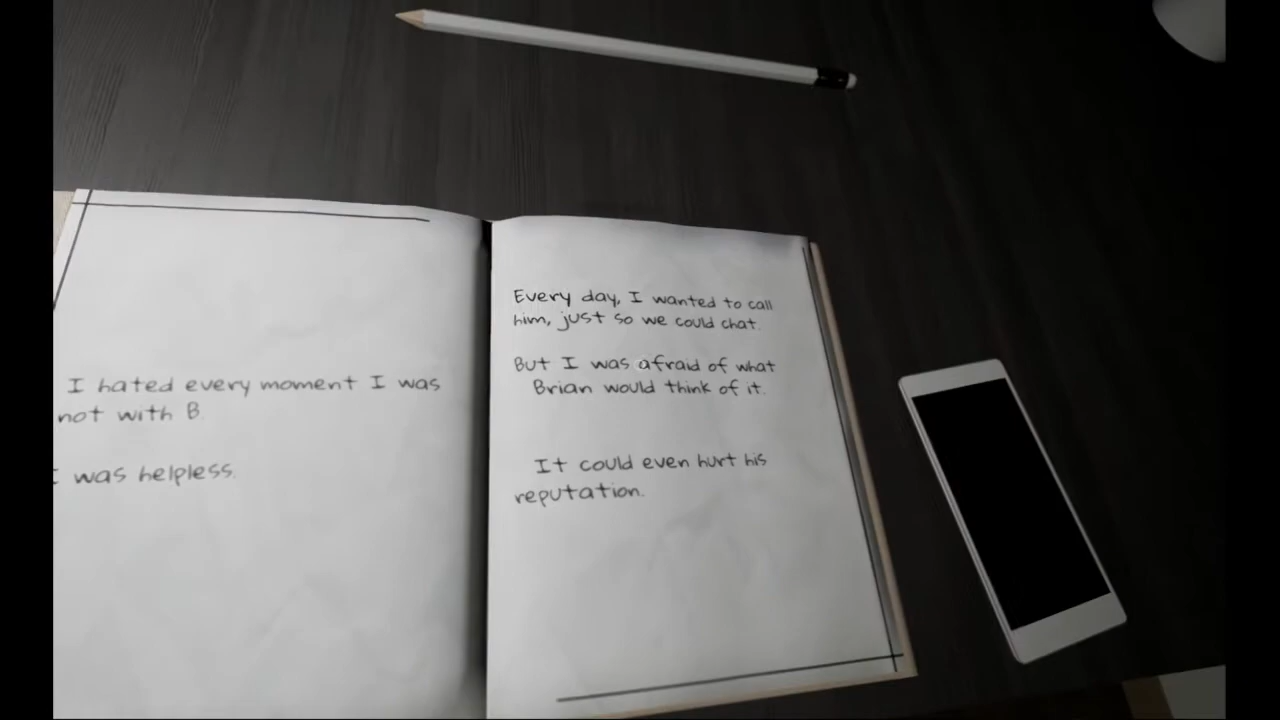 I hated every moment I was
not with B.
I was helpless.
Every day, I wanted to call
him, just so we could chat.
But I was afraid of what
Brian would think of it.
It could even hurt his
reputation.